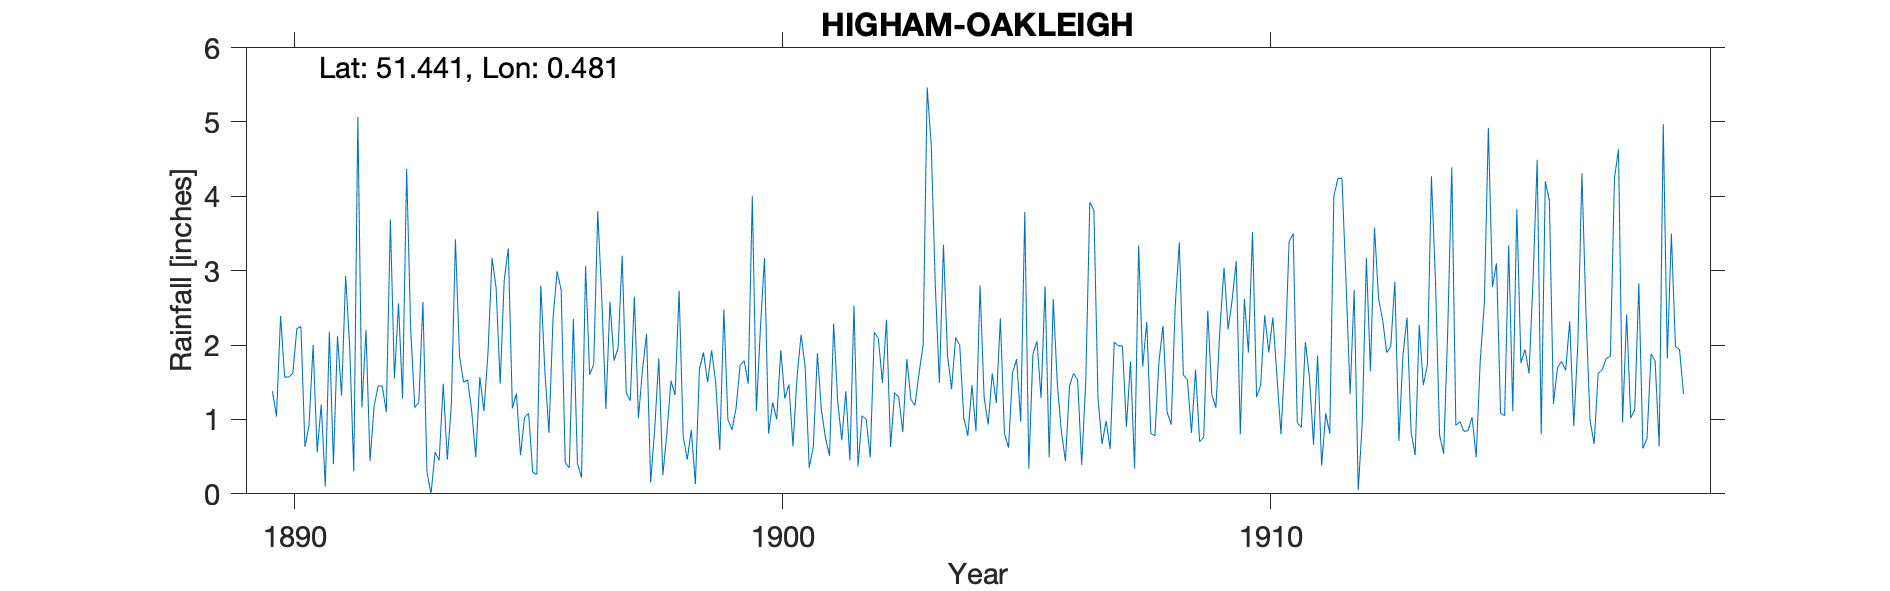 HIGHAM-OAKLEIGH
Lat: 51.441, Lon: 0.481
Rainfall [inches]
6
5
4
3
2
1
0
1890 1900 1910
Year